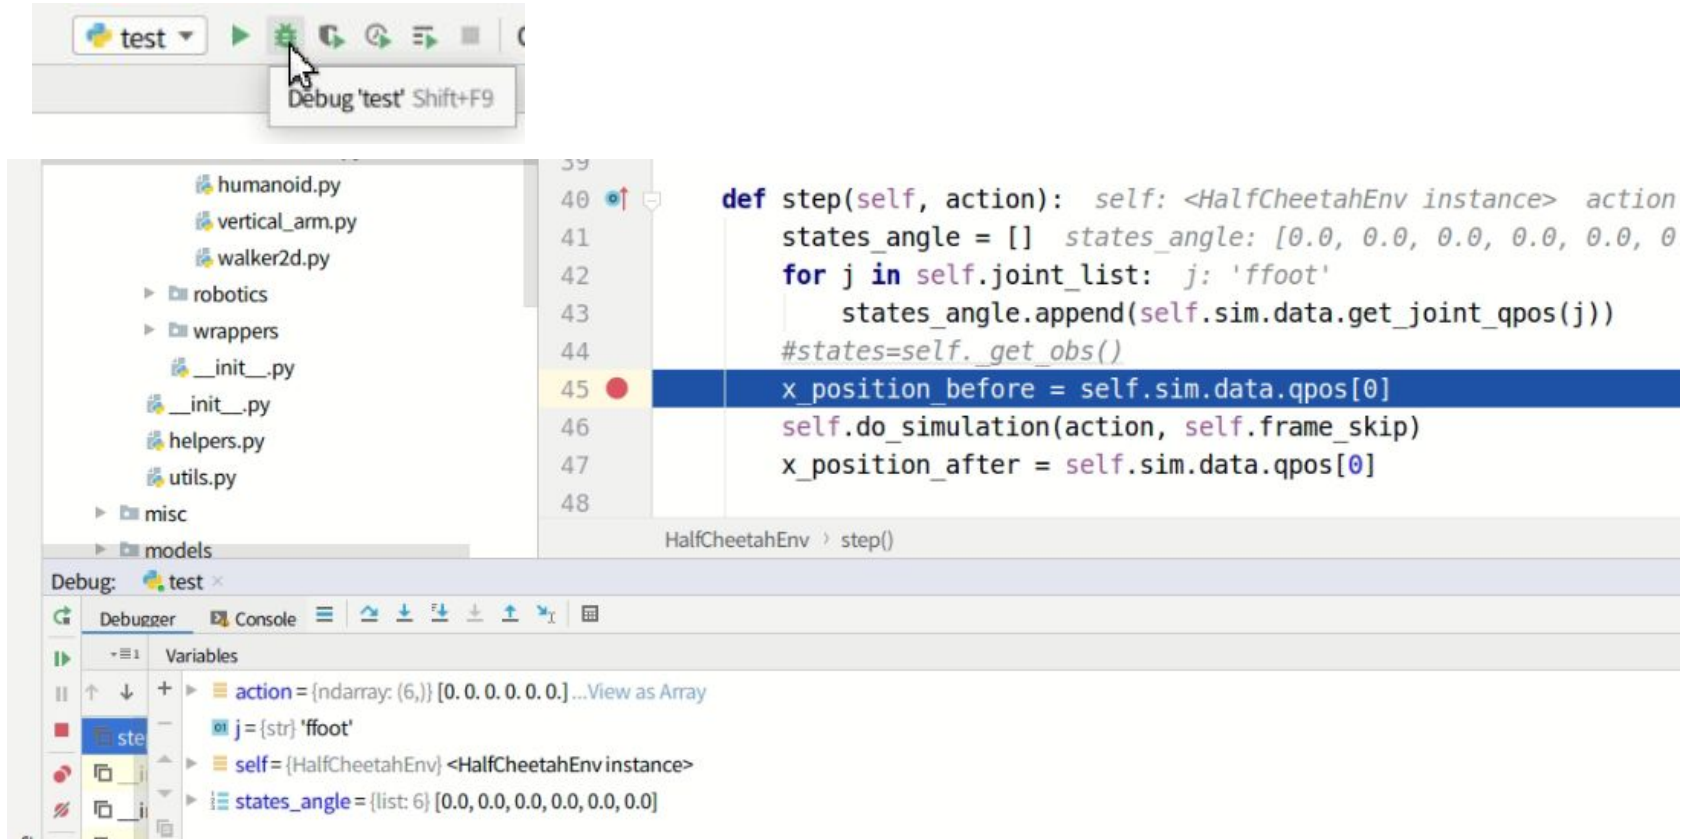 test
Debug 'test' Shift+F9
humanoid.py
vertical_arm.py
walker2d.py
robotics
wrappers
__init__.py
__init__.py
helpers.py
utils.py
misc
models
39
40 def step(self, action): self: <HalfCheetahEnv instance> action
41 states_angle = [] states_angle: [0.0, 0.0, 0.0, 0.0, 0.0, 0
42 for j in self.joint_list: j: 'ffoot'
43 states_angle.append(self.sim.data.get_joint_qpos(j))
44 #states=self._get_obs()
45 x_position_before = self.sim.data.qpos[0]
46 self.do_simulation(action, self.frame_skip)
47 x_position_after = self.sim.data.qpos[0]
48
HalfCheetahEnv › step()
Debug: test ×
Debugger Console
Variables
action = {ndarray: (6,)} [0. 0. 0. 0. 0. 0.] ...View as Array
j = {str} 'ffoot'
self = {HalfCheetahEnv} <HalfCheetahEnv instance>
states_angle = {list: 6} [0.0, 0.0, 0.0, 0.0, 0.0, 0.0]
ste
__i
__i